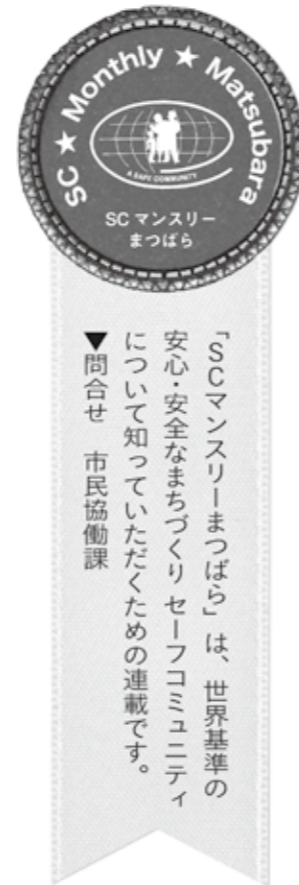 SC ★ Monthly ★ Matsubara
A SAFE COMMUNITY
SC マンスリー
まつばら
「SCマンスリーまつばら」は、世界基準の
安心・安全なまちづくり セーフコミュニティ
について知っていただくための連載です。
▼問合せ 市民協働課